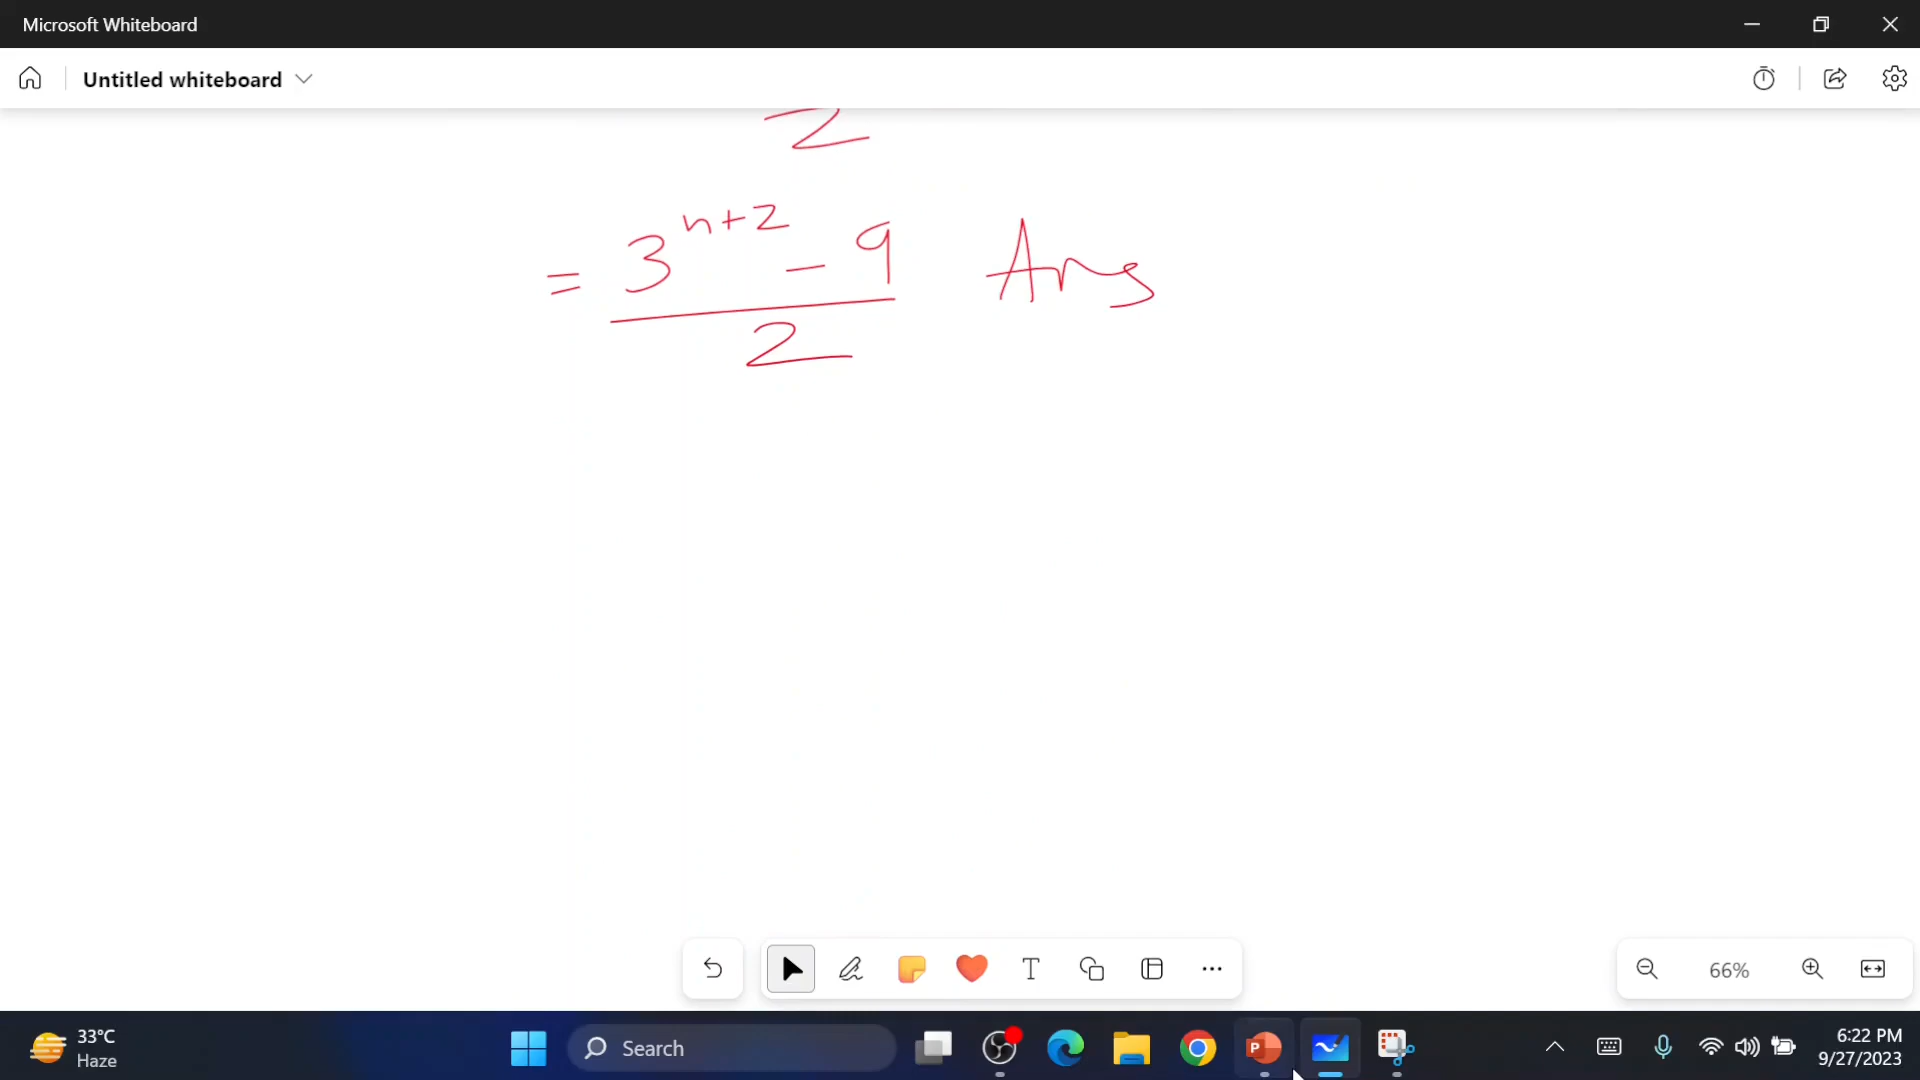 Microsoft Whiteboard
Untitled whiteboard
2
= 3^{n+2} - 9 Ans
2
T
66%
33°C
Haze
Search
P
6:22 PM
9/27/2023